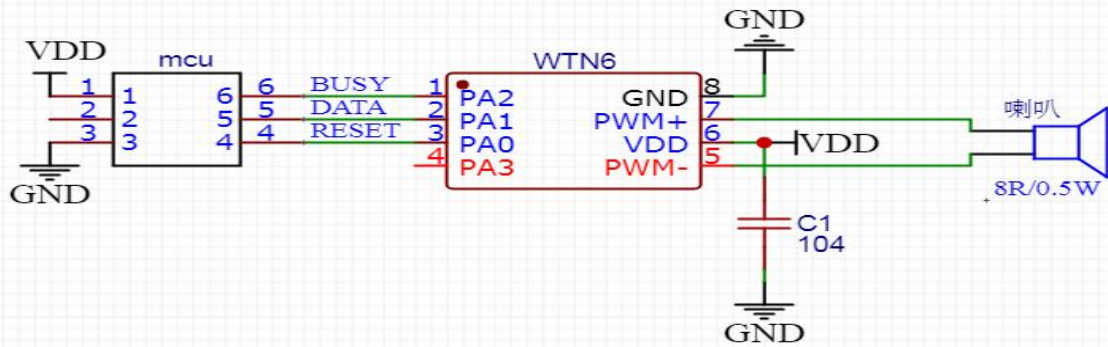 GND
VDD
mcu
WTN6
1 1 6 6 BUSY 1 PA2 GND 8
2 2 5 5 DATA 2 PA1 PWM+ 7
3 3 4 4 RESET 3 PA0 VDD 6 VDD
4 PA3 PWM- 5
喇叭
GND
8R/0.5W
C1
104
GND